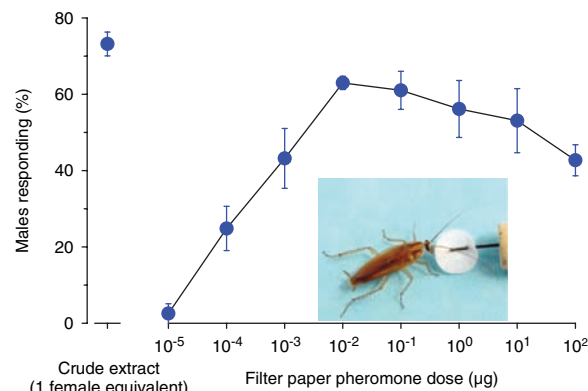 80
60
40
20
0
Males responding (%)
10⁻⁵ 10⁻⁴ 10⁻³ 10⁻² 10⁻¹ 10⁰ 10¹ 10²
Crude extract
(1 female equivalent)
Filter paper pheromone dose (µg)